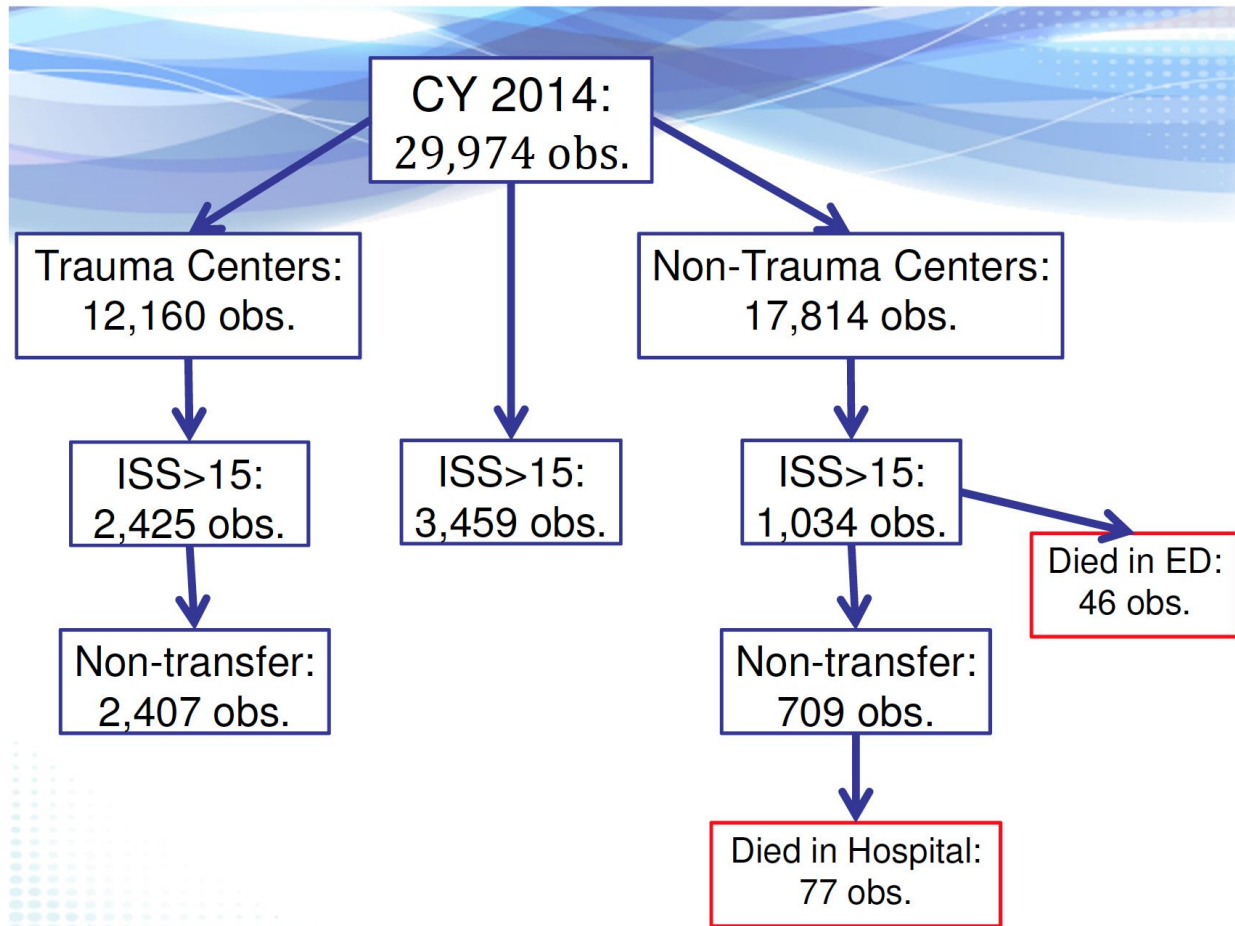 CY 2014:
29,974 obs.
Trauma Centers:
12,160 obs.
Non-Trauma Centers:
17,814 obs.
ISS>15:
2,425 obs.
ISS>15:
3,459 obs.
ISS>15:
1,034 obs.
Died in ED:
46 obs.
Non-transfer:
2,407 obs.
Non-transfer:
709 obs.
Died in Hospital:
77 obs.